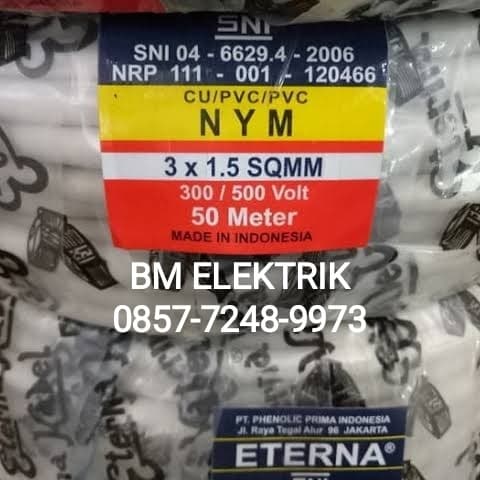 SNI
SNI 04 - 6629.4 - 2006
NRP 111 - 001 - 120466
CU/PVC/PVC
NYM
3 x 1.5 SQMM
300 / 500 Volt
50 Meter
MADE IN INDONESIA
BM ELEKTRIK
0857-7248-9973
PT. PHENOLIC PRIMA INDONESIA
Jl. Raya Tegal Alur 96 JAKARTA
ETERNA®
SNI